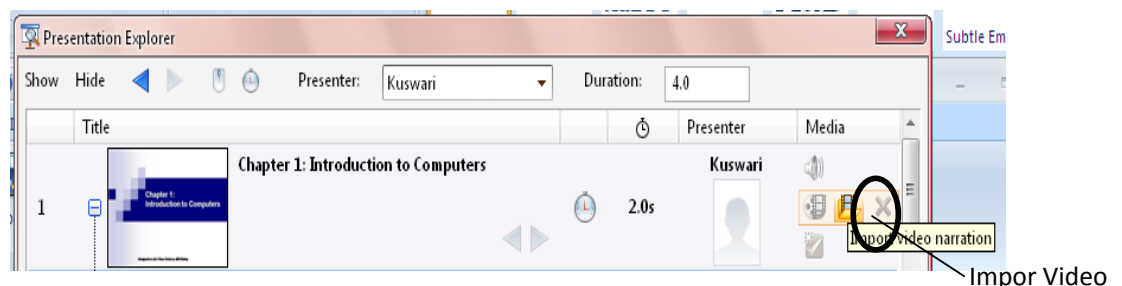 Subtle Em
Presentation Explorer
Show Hide Presenter: Kuswari Duration: 4.0
Title Presenter Media
Chapter 1: Introduction to Computers Kuswari
Chapter 1:
Introduction to Computers
1 2.0s
Import video narration
Impor Video